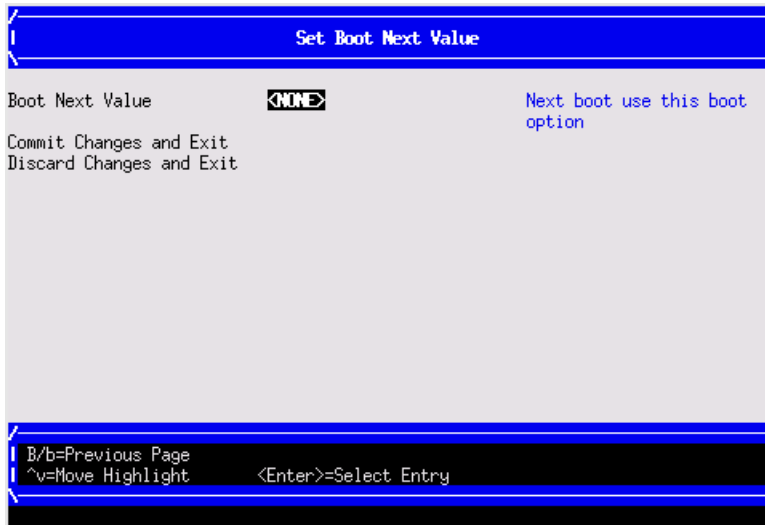 Set Boot Next Value
Boot Next Value <NONE> Next boot use this boot
option
Commit Changes and Exit
Discard Changes and Exit
B/b=Previous Page
^v=Move Highlight <Enter>=Select Entry